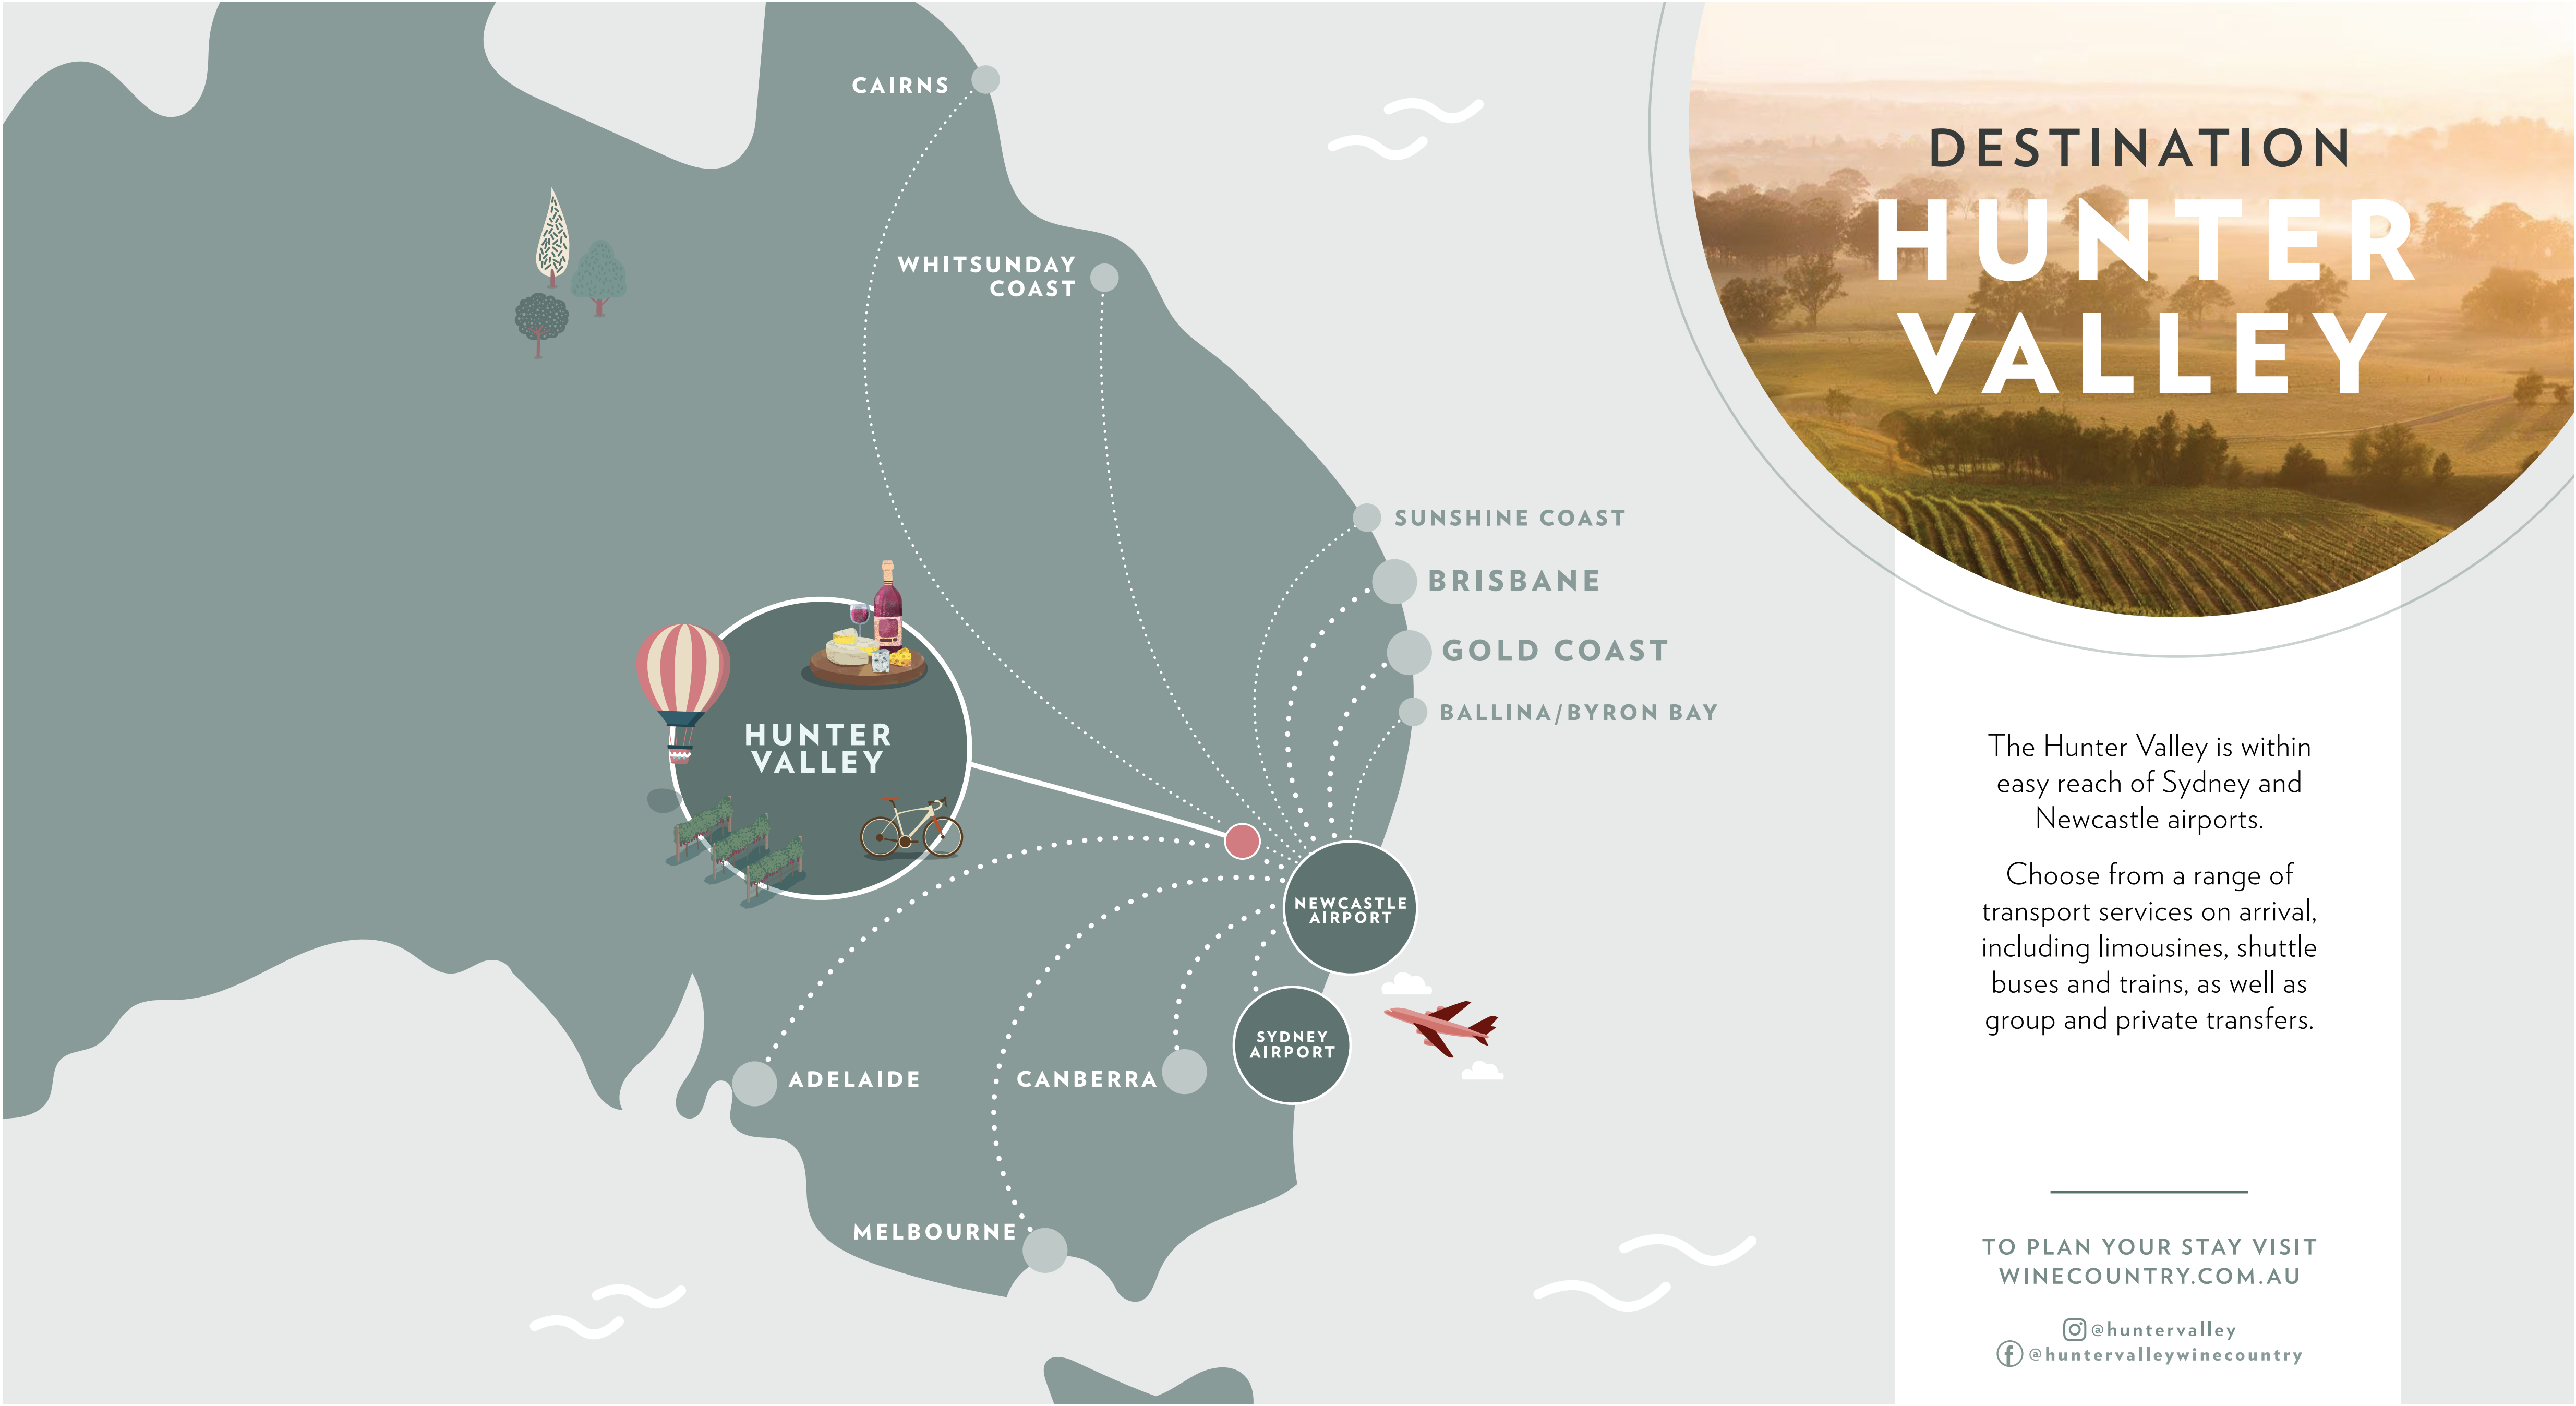 CAIRNS
WHITSUNDAY
COAST
SUNSHINE COAST
BRISBANE
GOLD COAST
BALLINA/BYRON BAY
HUNTER
VALLEY
NEWCASTLE
AIRPORT
SYDNEY
AIRPORT
ADELAIDE
CANBERRA
MELBOURNE
DESTINATION
HUNTER
VALLEY
The Hunter Valley is within
easy reach of Sydney and
Newcastle airports.
Choose from a range of
transport services on arrival,
including limousines, shuttle
buses and trains, as well as
group and private transfers.
TO PLAN YOUR STAY VISIT
WINECOUNTRY.COM.AU
@huntervalley
@huntervalleywinecountry